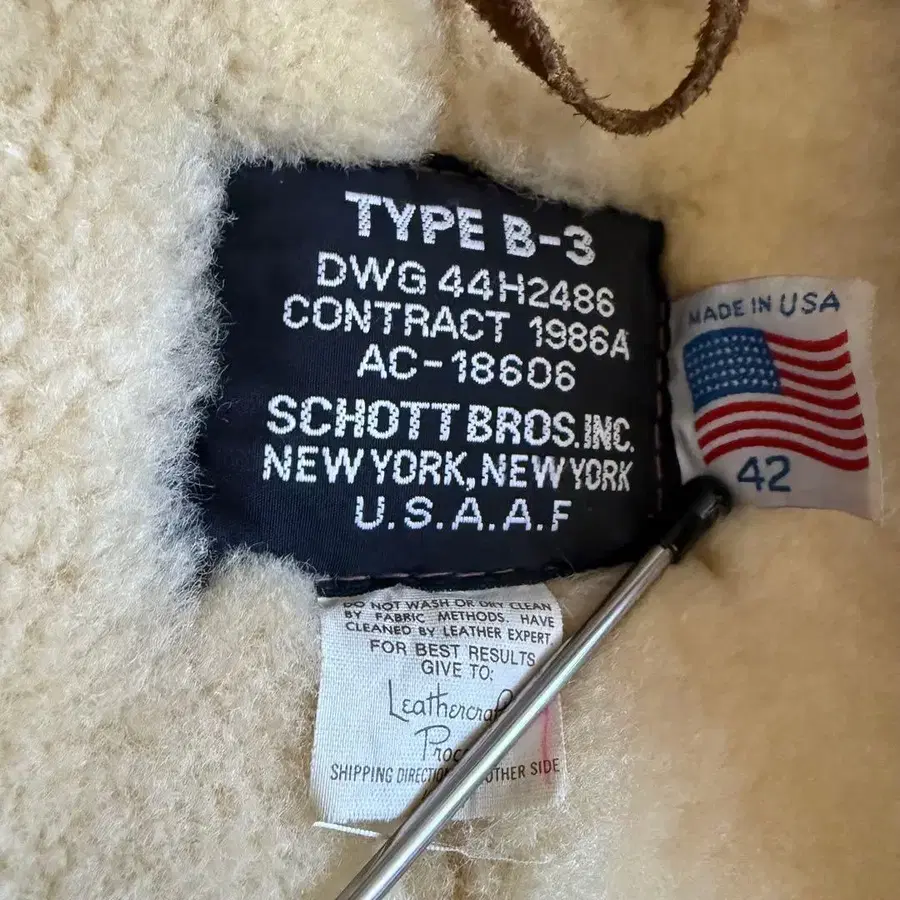 TYPE B-3
DWG 44H2486
CONTRACT 1986A
AC-18606
SCHOTT BROS.INC.
NEW YORK, NEW YORK
U.S.A.A.F
MADE IN USA
42
DO NOT WASH OR DRY CLEAN
BY FABRIC METHODS. HAVE
CLEANED BY LEATHER EXPERT.
FOR BEST RESULTS
GIVE TO:
SHIPPING OTHER SIDE